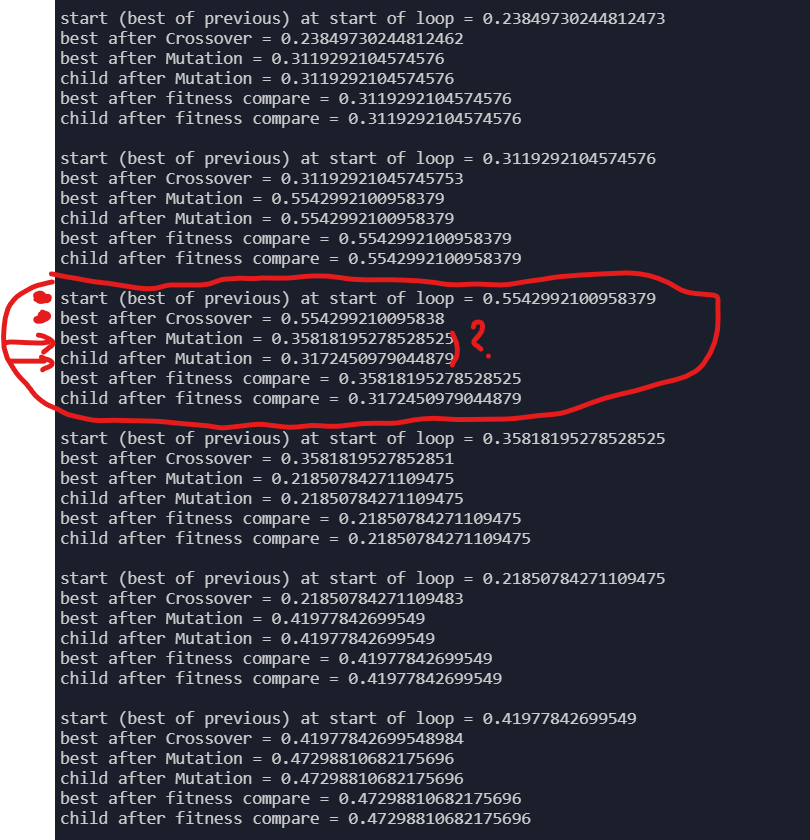 start (best of previous) at start of loop = 0.23849730244812473
best after Crossover = 0.23849730244812462
best after Mutation = 0.3119292104574576
child after Mutation = 0.3119292104574576
best after fitness compare = 0.3119292104574576
child after fitness compare = 0.3119292104574576
start (best of previous) at start of loop = 0.3119292104574576
best after Crossover = 0.31192921045745753
best after Mutation = 0.5542992100958379
child after Mutation = 0.5542992100958379
best after fitness compare = 0.5542992100958379
child after fitness compare = 0.5542992100958379
start (best of previous) at start of loop = 0.5542992100958379
best after Crossover = 0.554299210095838
best after Mutation = 0.35818195278528525 ?
child after Mutation = 0.3172450979044879
best after fitness compare = 0.35818195278528525
child after fitness compare = 0.3172450979044879
start (best of previous) at start of loop = 0.35818195278528525
best after Crossover = 0.3581819527852851
best after Mutation = 0.21850784271109475
child after Mutation = 0.21850784271109475
best after fitness compare = 0.21850784271109475
child after fitness compare = 0.21850784271109475
start (best of previous) at start of loop = 0.21850784271109475
best after Crossover = 0.21850784271109483
best after Mutation = 0.41977842699549
child after Mutation = 0.41977842699549
best after fitness compare = 0.41977842699549
child after fitness compare = 0.41977842699549
start (best of previous) at start of loop = 0.41977842699549
best after Crossover = 0.41977842699548984
best after Mutation = 0.47298810682175696
child after Mutation = 0.47298810682175696
best after fitness compare = 0.47298810682175696
child after fitness compare = 0.47298810682175696